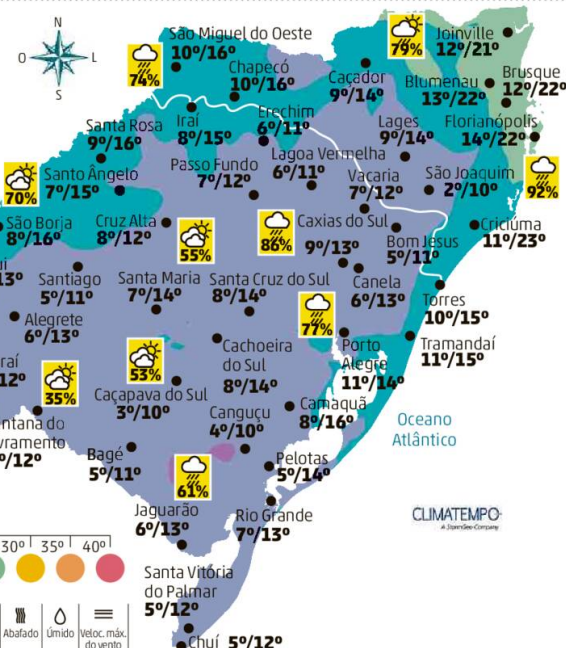 N
O
L
S
São Miguel do Oeste
10º/16º
74%
Chapecó
10º/16º
Caçador
9º/14º
79%
Joinville
12º/21º
Blumenau
13º/22º
Brusque
12º/22º
Florianópolis
14º/22º
Lages
9º/14º
Santa Rosa
9º/16º
Iraí
8º/15º
Erechim
6º/11º
70%
Santo Ângelo
7º/15º
Passo Fundo
7º/12º
Lagoa Vermelha
6º/11º
Vacaria
7º/12º
São Joaquim
2º/10º
92%
São Borja
8º/16º
Cruz Alta
8º/12º
55%
86%
Caxias do Sul
9º/13º
Bom Jesus
5º/11º
Criciúma
11º/23º
13º
Santiago
5º/11º
Santa Maria
7º/14º
Santa Cruz do Sul
8º/14º
Canela
6º/13º
Torres
10º/15º
77%
Alegrete
6º/13º
Porto
Alegre
11º/14º
Tramandaí
11º/15º
12º
35%
53%
Caçapava do Sul
3º/10º
Cachoeira
do Sul
8º/14º
Camaquã
8º/16º
Oceano
Atlântico
ntana do
vramento
º/12º
Bagé
5º/11º
Canguçu
4º/10º
61%
Pelotas
5º/14º
Jaguarão
6º/13º
Rio Grande
7º/13º
CLIMATEMPO
A StormGeo Company
30º
35º
40º
Santa Vitória
do Palmar
5º/12º
Abafado
Úmido
Veloc. máx.
do vento
Chuí 5º/12º